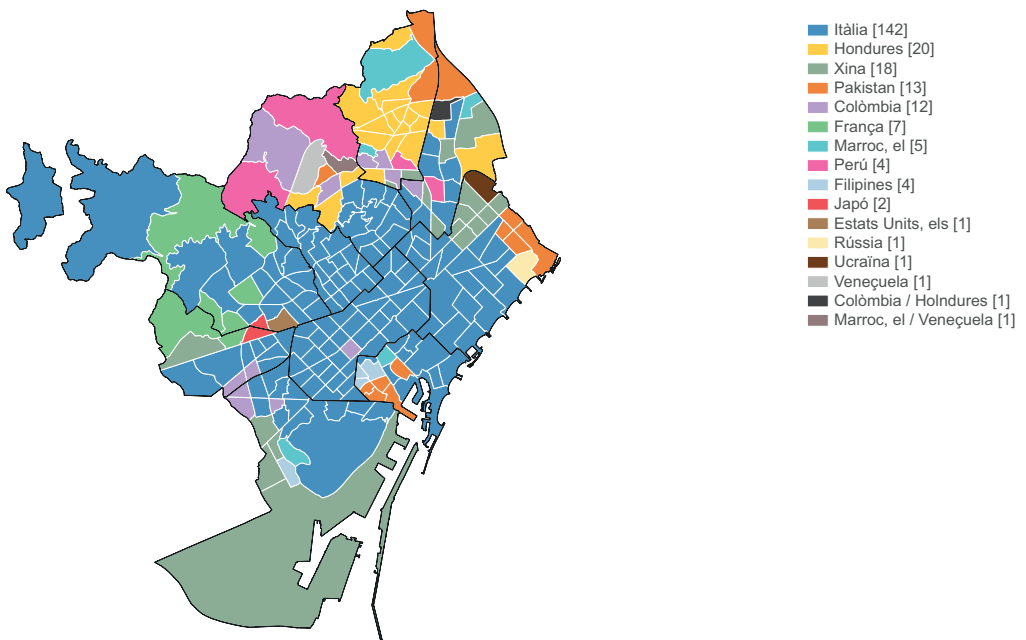 Itàlia [142]
Hondures [20]
Xina [18]
Pakistan [13]
Colòmbia [12]
França [7]
Marroc, el [5]
Perú [4]
Filipines [4]
Japó [2]
Estats Units, els [1]
Rússia [1]
Ucraïna [1]
Veneçuela [1]
Colòmbia / Holndures [1]
Marroc, el / Veneçuela [1]